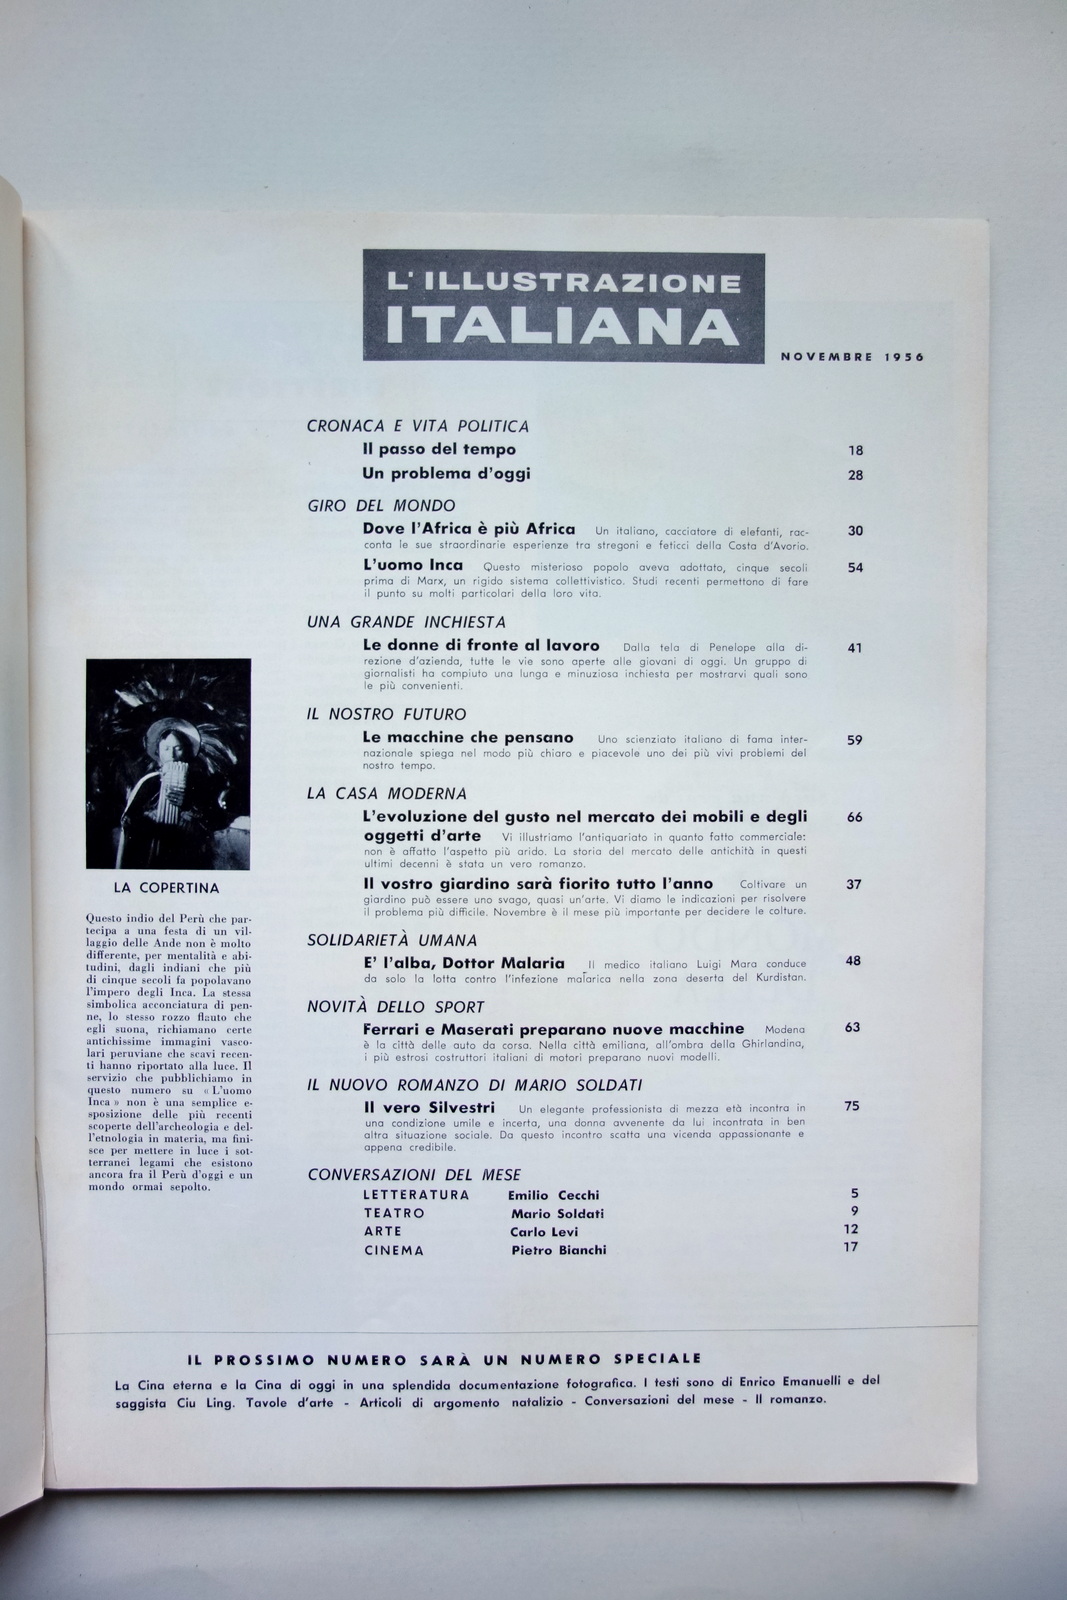 L'ILLUSTRAZIONE
ITALIANA
NOVEMBRE 1956
CRONACA E VITA POLITICA
Il passo del tempo 18
Un problema d'oggi 28
GIRO DEL MONDO
Dove l'Africa è più Africa Un italiano, cacciatore di elefanti, rac- 30
conta le sue straordinarie esperienze tra stregoni e feticci della Costa d'Avorio.
L'uomo Inca Questo misterioso popolo aveva adottato, cinque secoli 54
prima di Marx, un rigido sistema collettivistico. Studi recenti permettono di fare
il punto su molti particolari della loro vita.
UNA GRANDE INCHIESTA
Le donne di fronte al lavoro Dalla tela di Penelope alla di- 41
rezione d'azienda, tutte le vie sono aperte alle giovani di oggi. Un gruppo di
giornalisti ha compiuto una lunga e minuziosa inchiesta per mostrarvi quali sono
le più convenienti.
IL NOSTRO FUTURO
Le macchine che pensano Uno scienziato italiano di fama inter- 59
nazionale spiega nel modo più chiaro e piacevole uno dei più vivi problemi del
nostro tempo.
LA CASA MODERNA
L'evoluzione del gusto nel mercato dei mobili e degli 66
oggetti d'arte Vi illustriamo l'antiquariato in quanto fatto commerciale:
non è affatto l'aspetto più arido. La storia del mercato delle antichità in questi
ultimi decenni è stata un vero romanzo.
Il vostro giardino sarà fiorito tutto l'anno Coltivare un 37
giardino può essere uno svago, quasi un'arte. Vi diamo le indicazioni per risolvere
il problema più difficile. Novembre è il mese più importante per decidere le colture.
SOLIDARIETÀ UMANA
E' l'alba, Dottor Malaria Il medico italiano Luigi Mara conduce 48
da solo la lotta contro l'infezione malarica nella zona deserta del Kurdistan.
NOVITÀ DELLO SPORT
Ferrari e Maserati preparano nuove macchine Modena 63
è la città delle auto da corsa. Nella città emiliana, all'ombra della Ghirlandina,
i più estrosi costruttori italiani di motori preparano nuovi modelli.
IL NUOVO ROMANZO DI MARIO SOLDATI
Il vero Silvestri Un elegante professionista di mezza età incontra in 75
una condizione umile e incerta, una donna avvenente da lui incontrata in ben
altra situazione sociale. Da questo incontro scatta una vicenda appassionante e
appena credibile.
CONVERSAZIONI DEL MESE
LETTERATURA Emilio Cecchi 5
TEATRO Mario Soldati 9
ARTE Carlo Levi 12
CINEMA Pietro Bianchi 17
LA COPERTINA
Questo indio del Perù che par-
tecipa a una festa di un vil-
laggio delle Ande non è molto
differente, per mentalità e abi-
tudini, dagli indiani che più
di cinque secoli fa popolavano
l'impero degli Inca. La stessa
simbolica acconciatura di pen-
ne, lo stesso rozzo flauto che
egli suona, richiamano certe
antichissime immagini vasco-
lari peruviane che scavi recen-
ti hanno riportato alla luce. Il
servizio che pubblichiamo in
questo numero su «L'uomo
Inca» non è una semplice e-
sposizione delle più recenti
scoperte dell'archeologia e del-
l'etnologia in materia, ma fini-
sce per mettere in luce i sot-
terranei legami che esistono
ancora fra il Perù d'oggi e un
mondo ormai sepolto.
IL PROSSIMO NUMERO SARÀ UN NUMERO SPECIALE
La Cina eterna e la Cina di oggi in una splendida documentazione fotografica. I testi sono di Enrico Emanuelli e del
saggista Ciu Ling. Tavole d'arte - Articoli di argomento natalizio - Conversazioni del mese - Il romanzo.